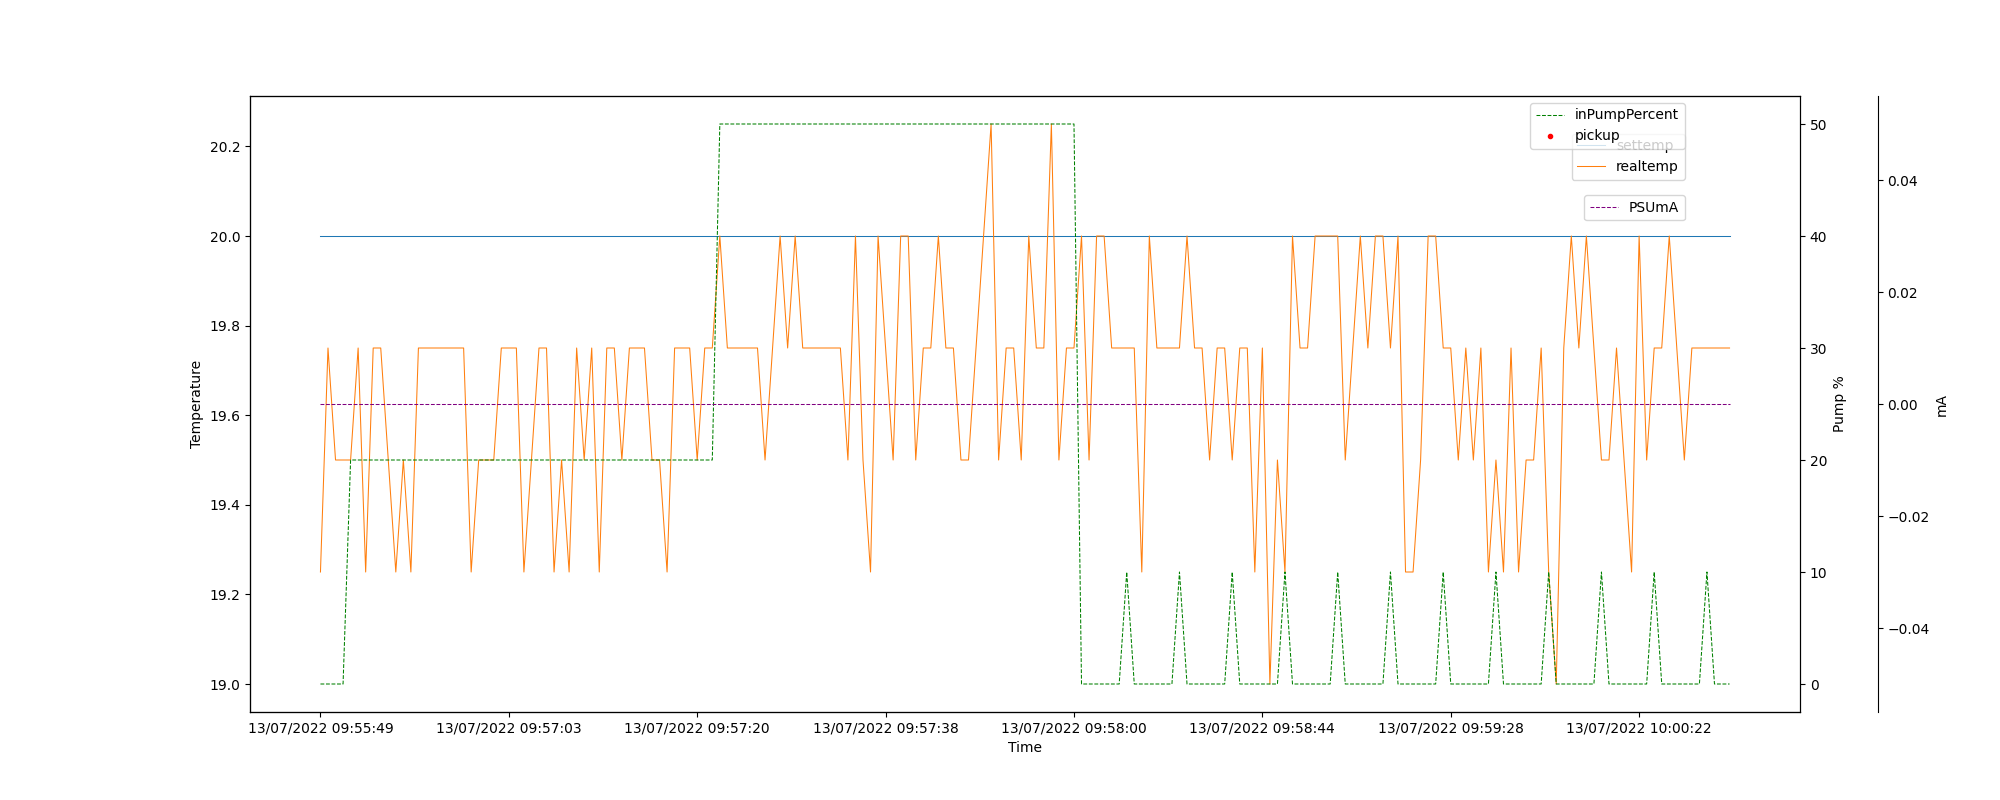 inPumpPercent
pickup
settemp
realtemp
PSUmA
20.2
20.0
19.8
19.6
19.4
19.2
19.0
Temperature
50
40
30
20
10
0
Pump %
0.04
0.02
0.00
−0.02
−0.04
mA
13/07/2022 09:55:49
13/07/2022 09:57:03
13/07/2022 09:57:20
13/07/2022 09:57:38
13/07/2022 09:58:00
13/07/2022 09:58:44
13/07/2022 09:59:28
13/07/2022 10:00:22
Time